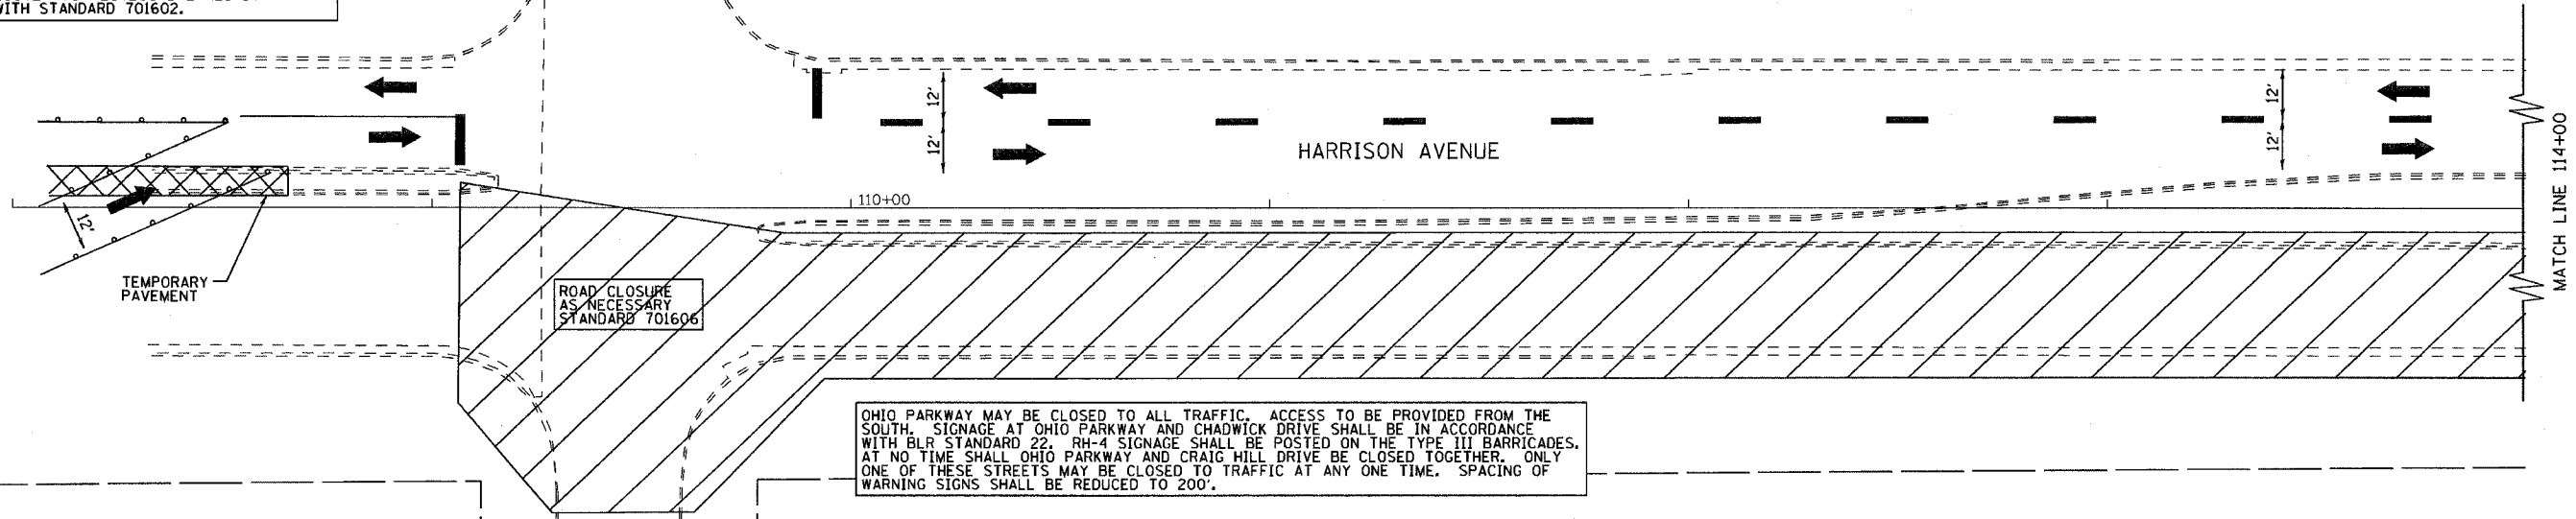 WITH STANDARD 701602.
12'
12'
12'
12'
HARRISON AVENUE
MATCH LINE 114+00
110+00
12'
TEMPORARY
PAVEMENT
ROAD CLOSURE
AS NECESSARY
STANDARD 701606
OHIO PARKWAY MAY BE CLOSED TO ALL TRAFFIC. ACCESS TO BE PROVIDED FROM THE
SOUTH. SIGNAGE AT OHIO PARKWAY AND CHADWICK DRIVE SHALL BE IN ACCORDANCE
WITH BLR STANDARD 22. RH-4 SIGNAGE SHALL BE POSTED ON THE TYPE III BARRICADES.
AT NO TIME SHALL OHIO PARKWAY AND CRAIG HILL DRIVE BE CLOSED TOGETHER. ONLY
ONE OF THESE STREETS MAY BE CLOSED TO TRAFFIC AT ANY ONE TIME. SPACING OF
WARNING SIGNS SHALL BE REDUCED TO 200'.